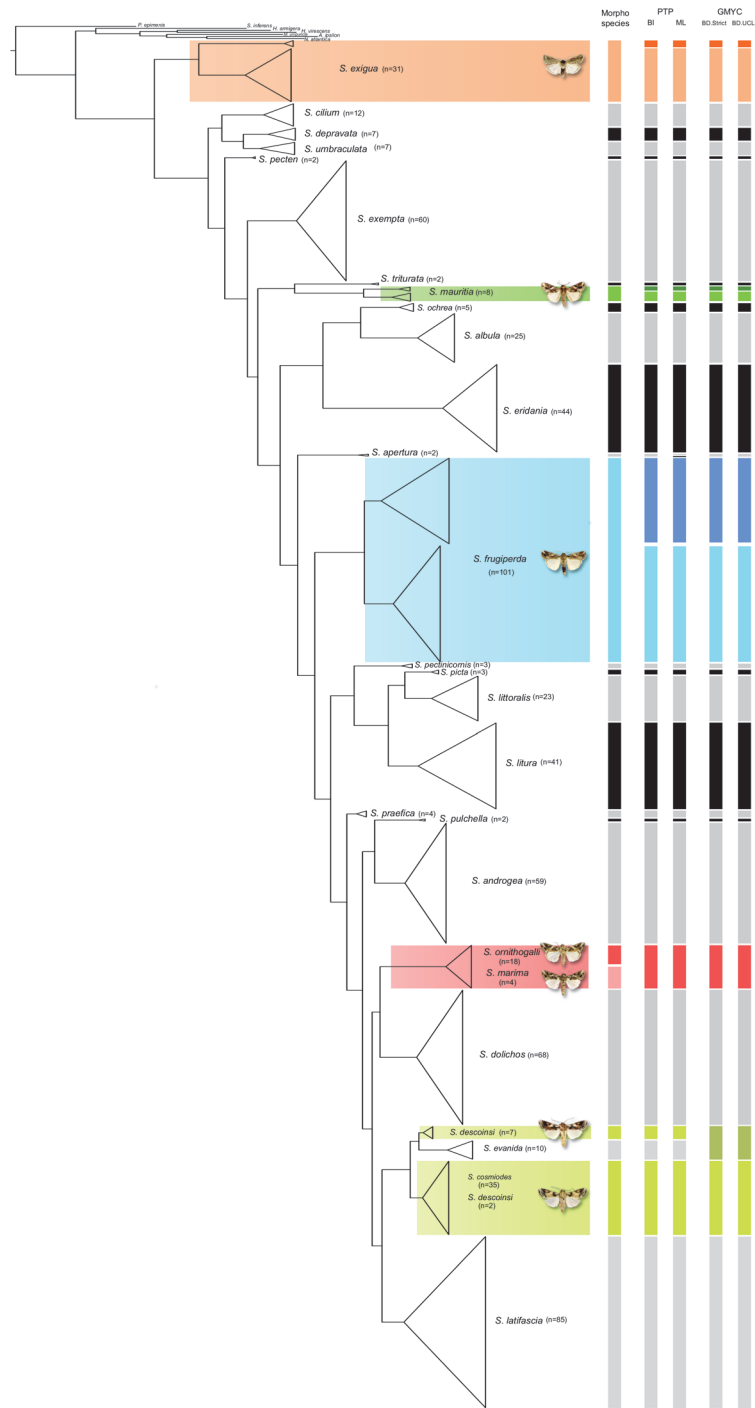 Morpho species
PTP
GMYC
BI
ML
BD.Strict
BD.UCL
P. epimenis
S. inferens
H. armigera
H. virescens
A. ipsilon
N. atlantica
S. exigua (n=31)
S. cilium (n=12)
S. depravata (n=7)
S. umbraculata (n=7)
S. pecten (n=2)
S. exempta (n=60)
S. triturata (n=2)
S. mauritia (n=8)
S. ochrea (n=5)
S. albula (n=25)
S. eridania (n=44)
S. apertura (n=2)
S. frugiperda
(n=101)
S. pectinicornis (n=3)
S. picta (n=3)
S. littoralis (n=23)
S. litura (n=41)
S. praefica (n=4)
S. pulchella (n=2)
S. androgea (n=59)
S. ornithogalli
(n=18)
S. marima
(n=4)
S. dolichos (n=68)
S. descoinsi (n=7)
S. evanida (n=10)
S. cosmiodes
(n=35)
S. descoinsi
(n=2)
S. latifascia (n=85)